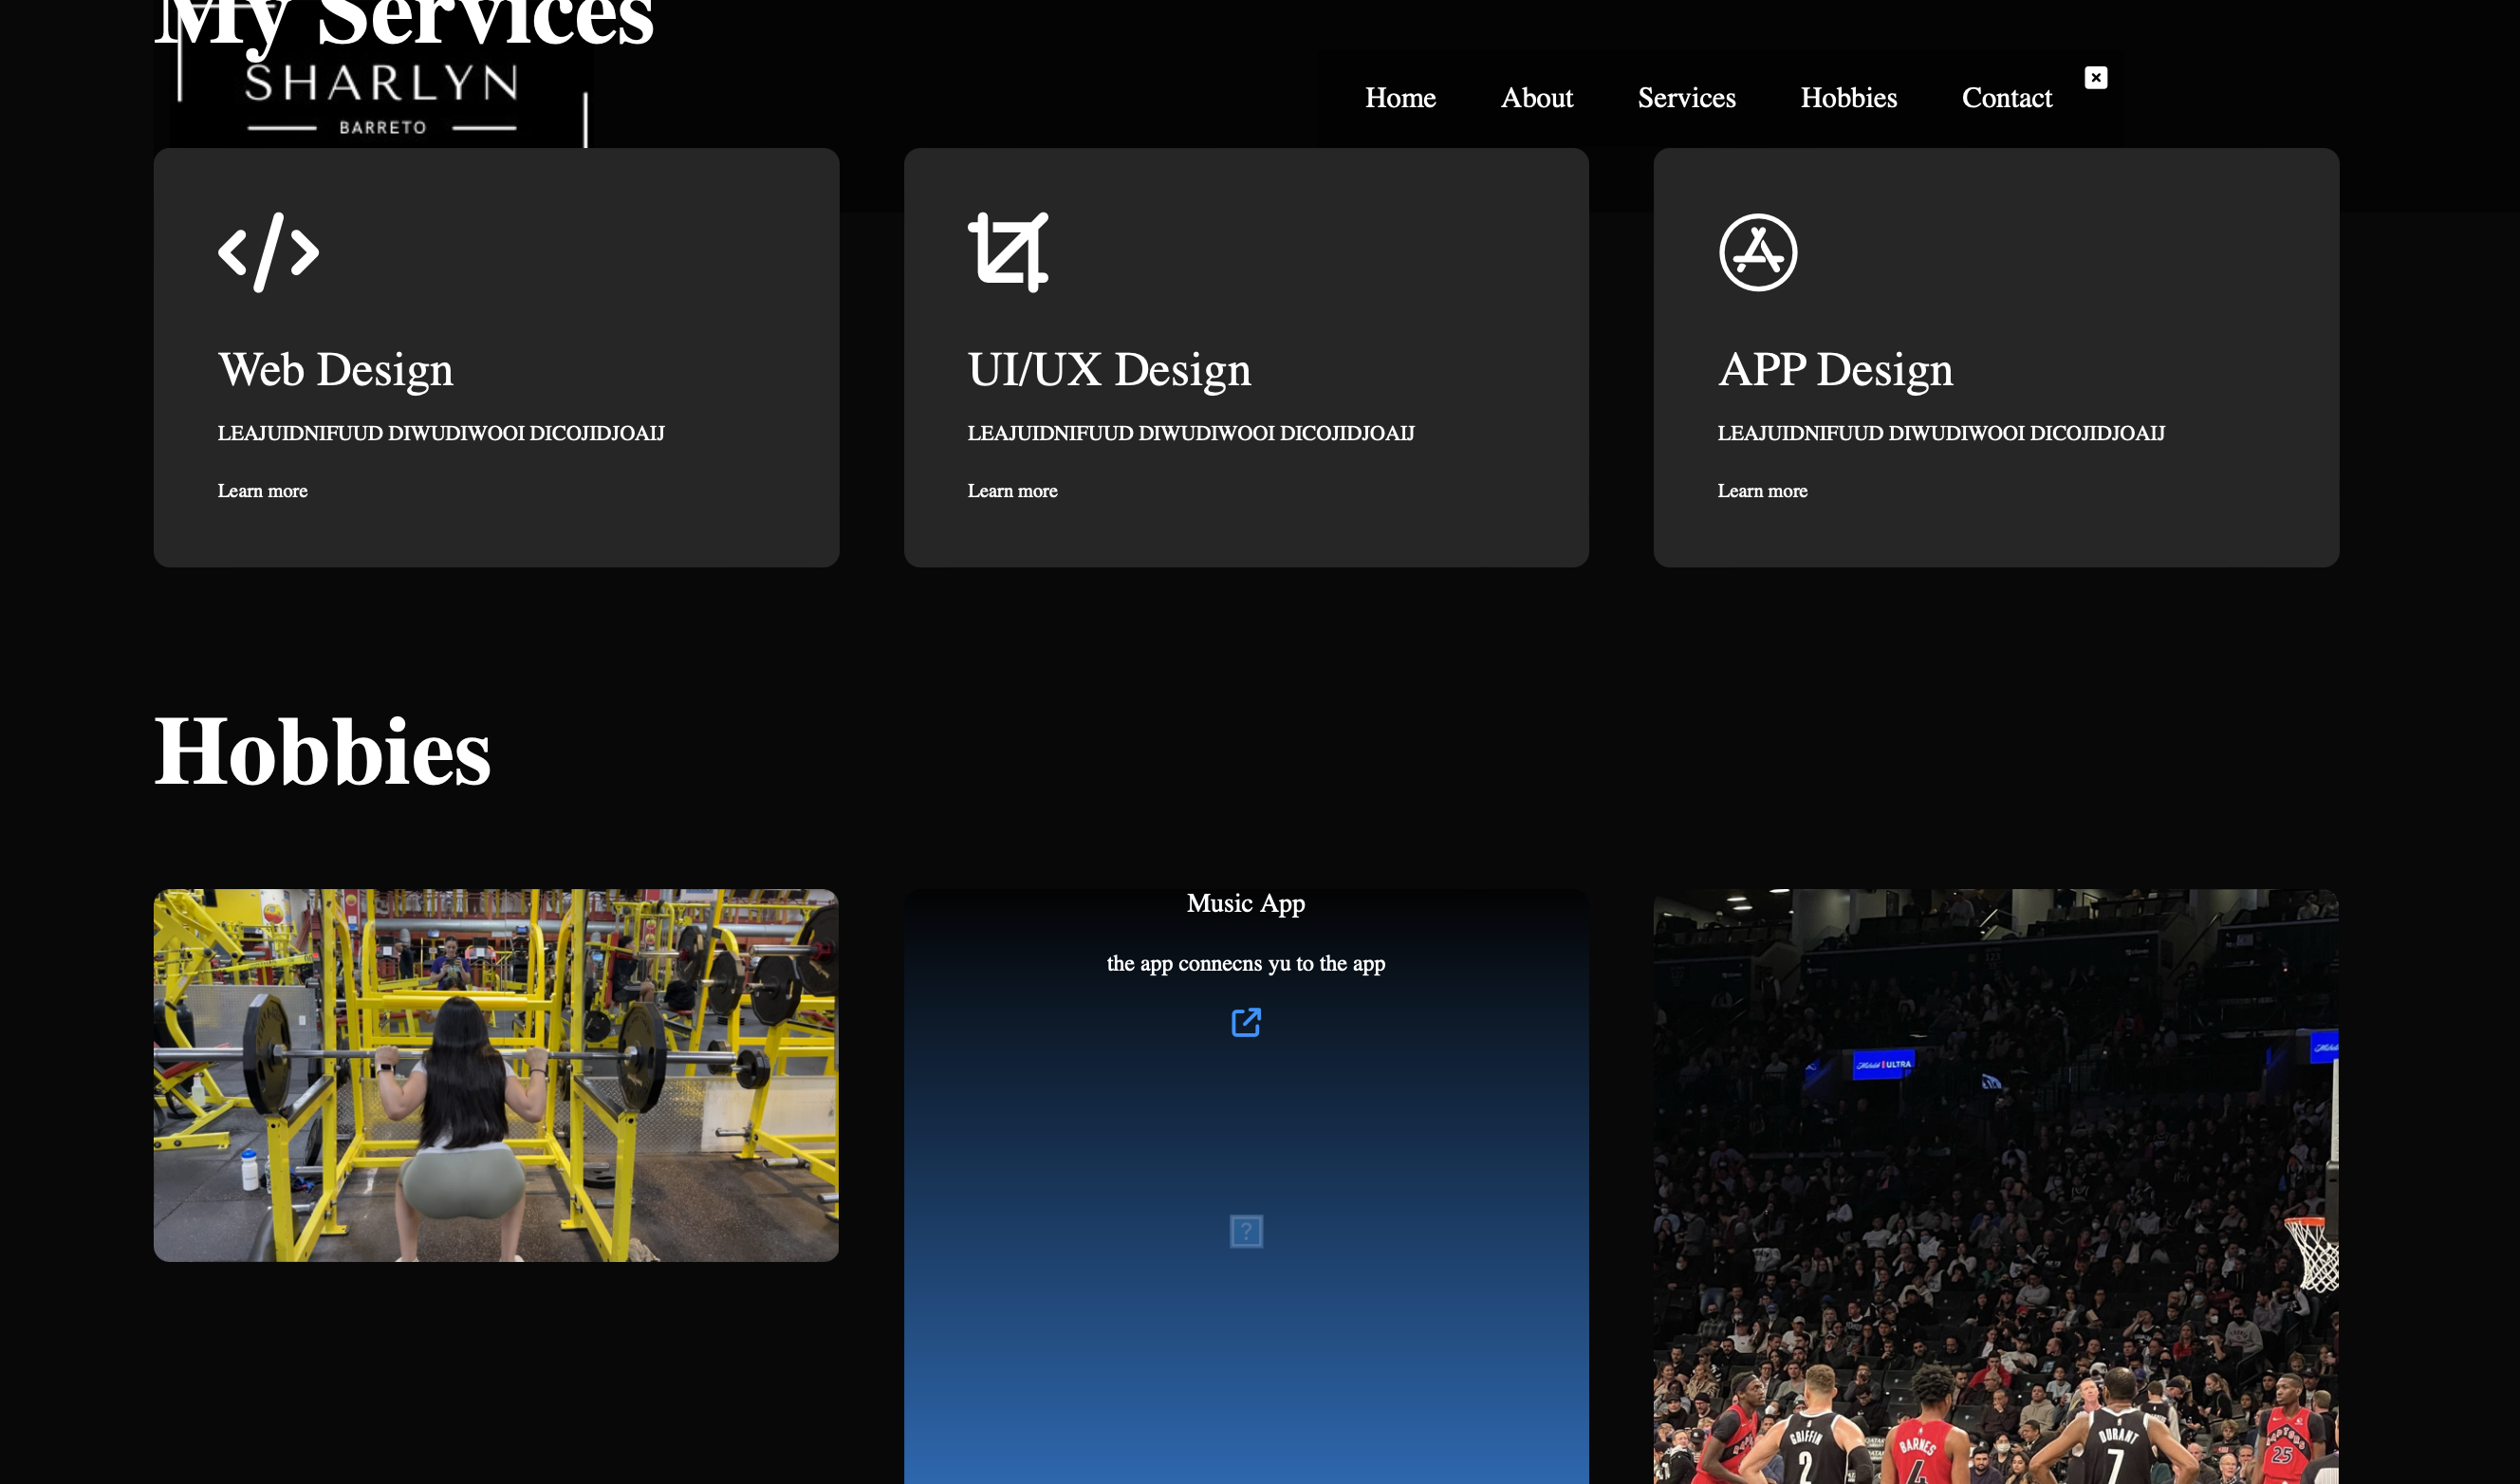 My Services
SHARLYN
BARRETO
Home About Services Hobbies Contact
Web Design
LEAJUIDNIFUUD DIWUDIWOOI DICOJIDJOAIJ
Learn more
UI/UX Design
LEAJUIDNIFUUD DIWUDIWOOI DICOJIDJOAIJ
Learn more
APP Design
LEAJUIDNIFUUD DIWUDIWOOI DICOJIDJOAIJ
Learn more
Hobbies
Music App
the app connecns yu to the app
?
ULTRA
GRIFFIN
2
BARNES
4
DURANT
7
RAPTORS
25